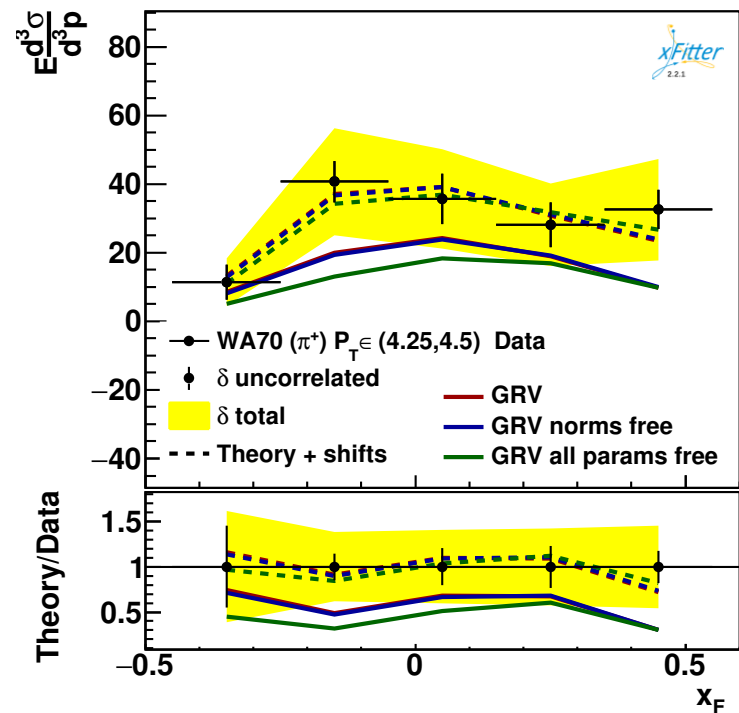 E d³σ/d³p
80
60
40
20
0
−20
−40
xFitter
2.2.1
WA70 (π⁺) P_T ∈ (4.25,4.5) Data
δ uncorrelated
δ total
Theory + shifts
GRV
GRV norms free
GRV all params free
Theory/Data
1.5
1
0.5
−0.5 0 0.5
x_F